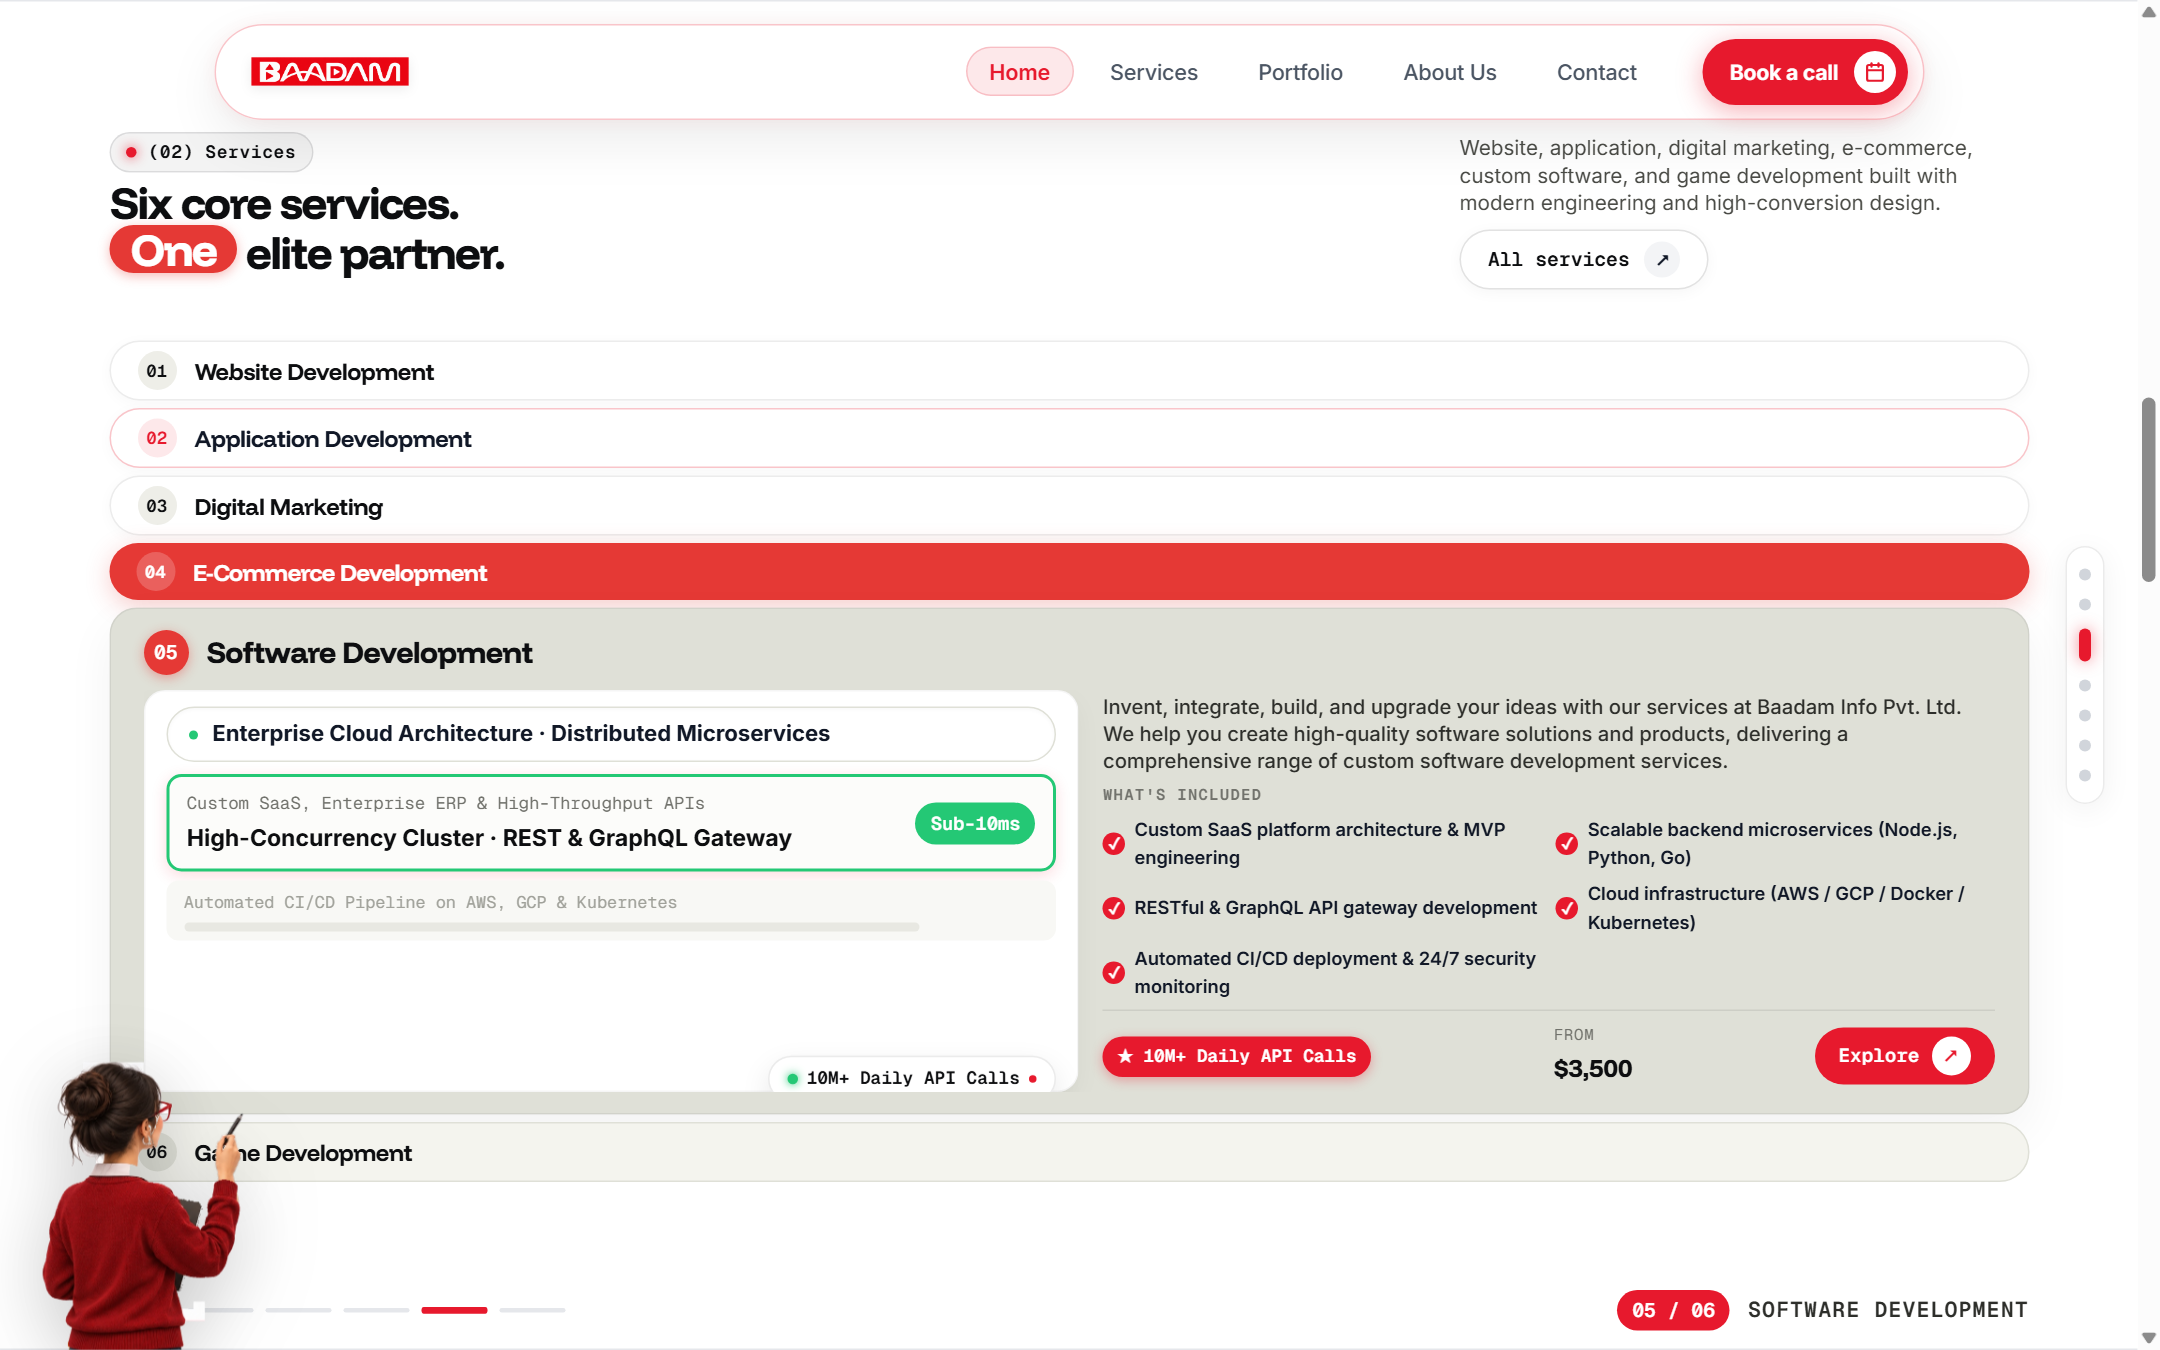 BAADAM
Home
Services
Portfolio
About Us
Contact
Book a call
(02) Services
Six core services.
One elite partner.
Website, application, digital marketing, e-commerce,
custom software, and game development built with
modern engineering and high-conversion design.
All services ↗
01 Website Development
02 Application Development
03 Digital Marketing
04 E-Commerce Development
05 Software Development
Enterprise Cloud Architecture · Distributed Microservices
Custom SaaS, Enterprise ERP & High-Throughput APIs
High-Concurrency Cluster · REST & GraphQL Gateway
Sub-10ms
Automated CI/CD Pipeline on AWS, GCP & Kubernetes
10M+ Daily API Calls
Invent, integrate, build, and upgrade your ideas with our services at Baadam Info Pvt. Ltd.
We help you create high-quality software solutions and products, delivering a
comprehensive range of custom software development services.
WHAT'S INCLUDED
Custom SaaS platform architecture & MVP
engineering
Scalable backend microservices (Node.js,
Python, Go)
RESTful & GraphQL API gateway development
Cloud infrastructure (AWS / GCP / Docker /
Kubernetes)
Automated CI/CD deployment & 24/7 security
monitoring
★ 10M+ Daily API Calls
FROM
$3,500
Explore ↗
06 Game Development
05 / 06 SOFTWARE DEVELOPMENT